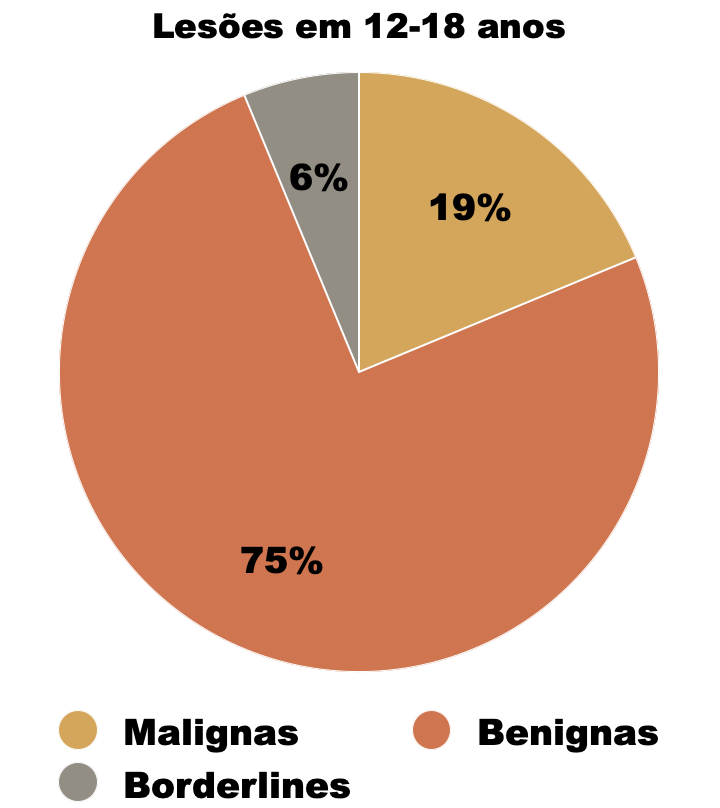 Lesões em 12-18 anos
6%
19%
75%
Malignas
Benignas
Borderlines